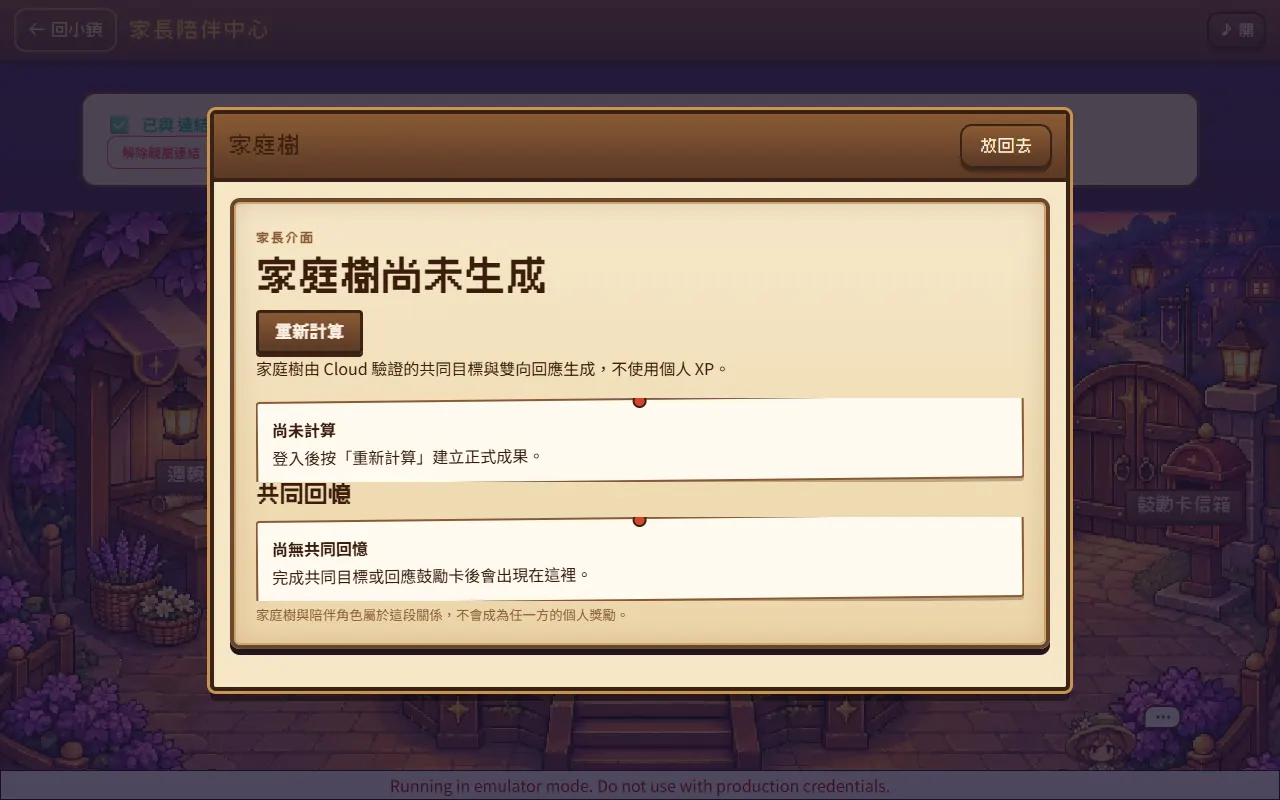 ← 回小鎮
家長陪伴中心
♪ 開
已與 連結
解除親屬連結
家庭樹
放回去
家長介面
家庭樹尚未生成
重新計算
家庭樹由 Cloud 驗證的共同目標與雙向回應生成，不使用個人 XP。
尚未計算
登入後按「重新計算」建立正式成果。
共同回憶
尚無共同回憶
完成共同目標或回應鼓勵卡後會出現在這裡。
家庭樹與陪伴角色屬於這段關係，不會成為任一方的個人獎勵。
週報
鼓勵卡信箱
...
Running in emulator mode. Do not use with production credentials.